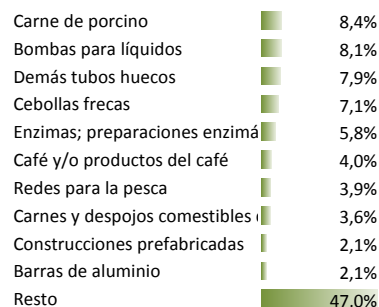 Carne de porcino 8,4%
Bombas para líquidos 8,1%
Demás tubos huecos 7,9%
Cebollas frecas 7,1%
Enzimas; preparaciones enzimá 5,8%
Café y/o productos del café 4,0%
Redes para la pesca 3,9%
Carnes y despojos comestibles 3,6%
Construcciones prefabricadas 2,1%
Barras de aluminio 2,1%
Resto 47,0%